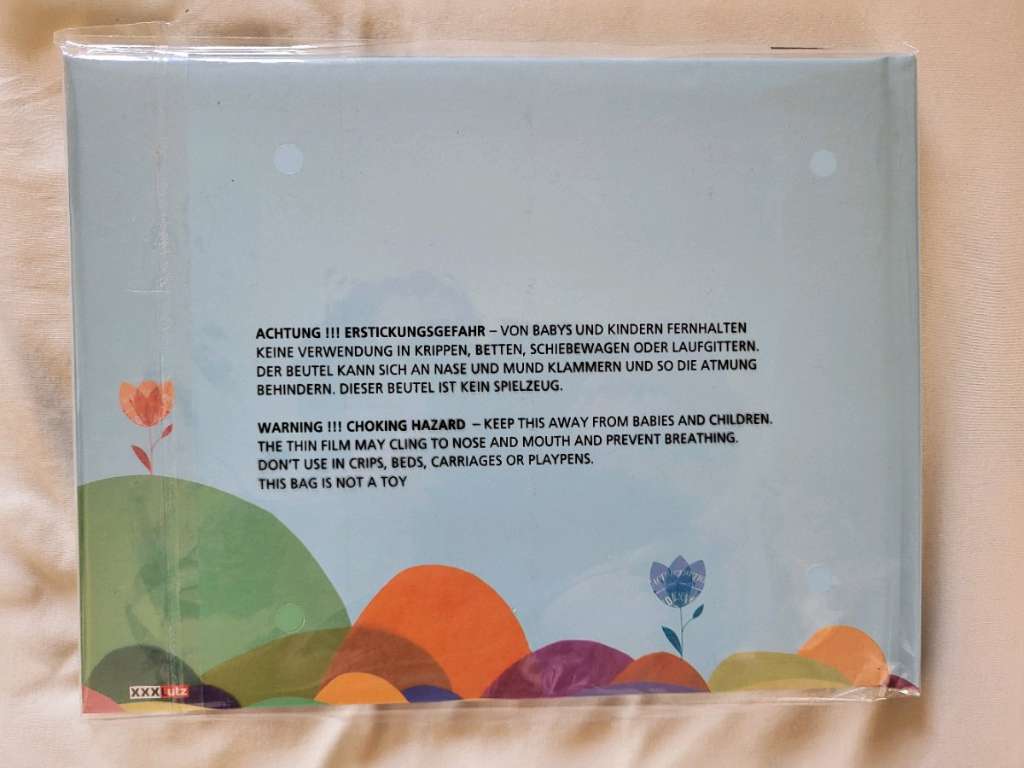 ACHTUNG !!! ERSTICKUNGSGEFAHR – VON BABYS UND KINDERN FERNHALTEN
KEINE VERWENDUNG IN KRIPPEN, BETTEN, SCHIEBEWAGEN ODER LAUFGITTERN.
DER BEUTEL KANN SICH AN NASE UND MUND KLAMMERN UND SO DIE ATMUNG
BEHINDERN. DIESER BEUTEL IST KEIN SPIELZEUG.
WARNING !!! CHOKING HAZARD – KEEP THIS AWAY FROM BABIES AND CHILDREN.
THE THIN FILM MAY CLING TO NOSE AND MOUTH AND PREVENT BREATHING.
DON'T USE IN CRIPS, BEDS, CARRIAGES OR PLAYPENS.
THIS BAG IS NOT A TOY
XXXLutz